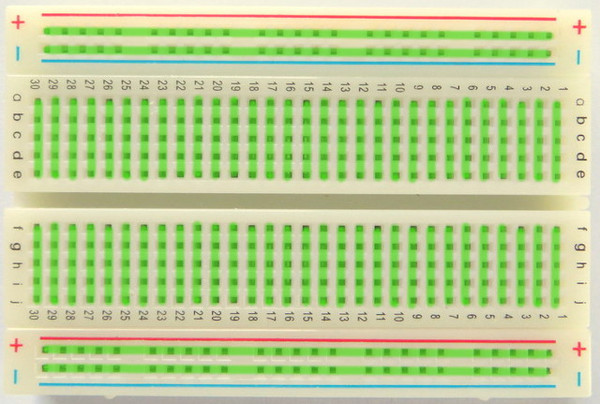 + +
− −
30 29 28 27 26 25 24 23 22 21 20 19 18 17 16 15 14 13 12 11 10 9 8 7 6 5 4 3 2 1
a a
b b
c c
d d
e e
f f
g g
h h
i i
j j
30 29 28 27 26 25 24 23 22 21 20 19 18 17 16 15 14 13 12 11 10 9 8 7 6 5 4 3 2 1
+ +
− −